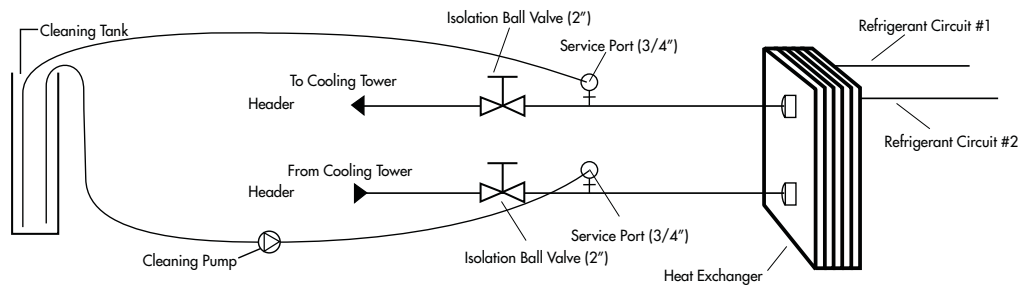 Isolation Ball Valve (2”)
Cleaning Tank
Refrigerant Circuit #1
Service Port (3/4”)
To Cooling Tower
Header
Refrigerant Circuit #2
From Cooling Tower
Header
Service Port (3/4”)
Cleaning Pump
Isolation Ball Valve (2”)
Heat Exchanger